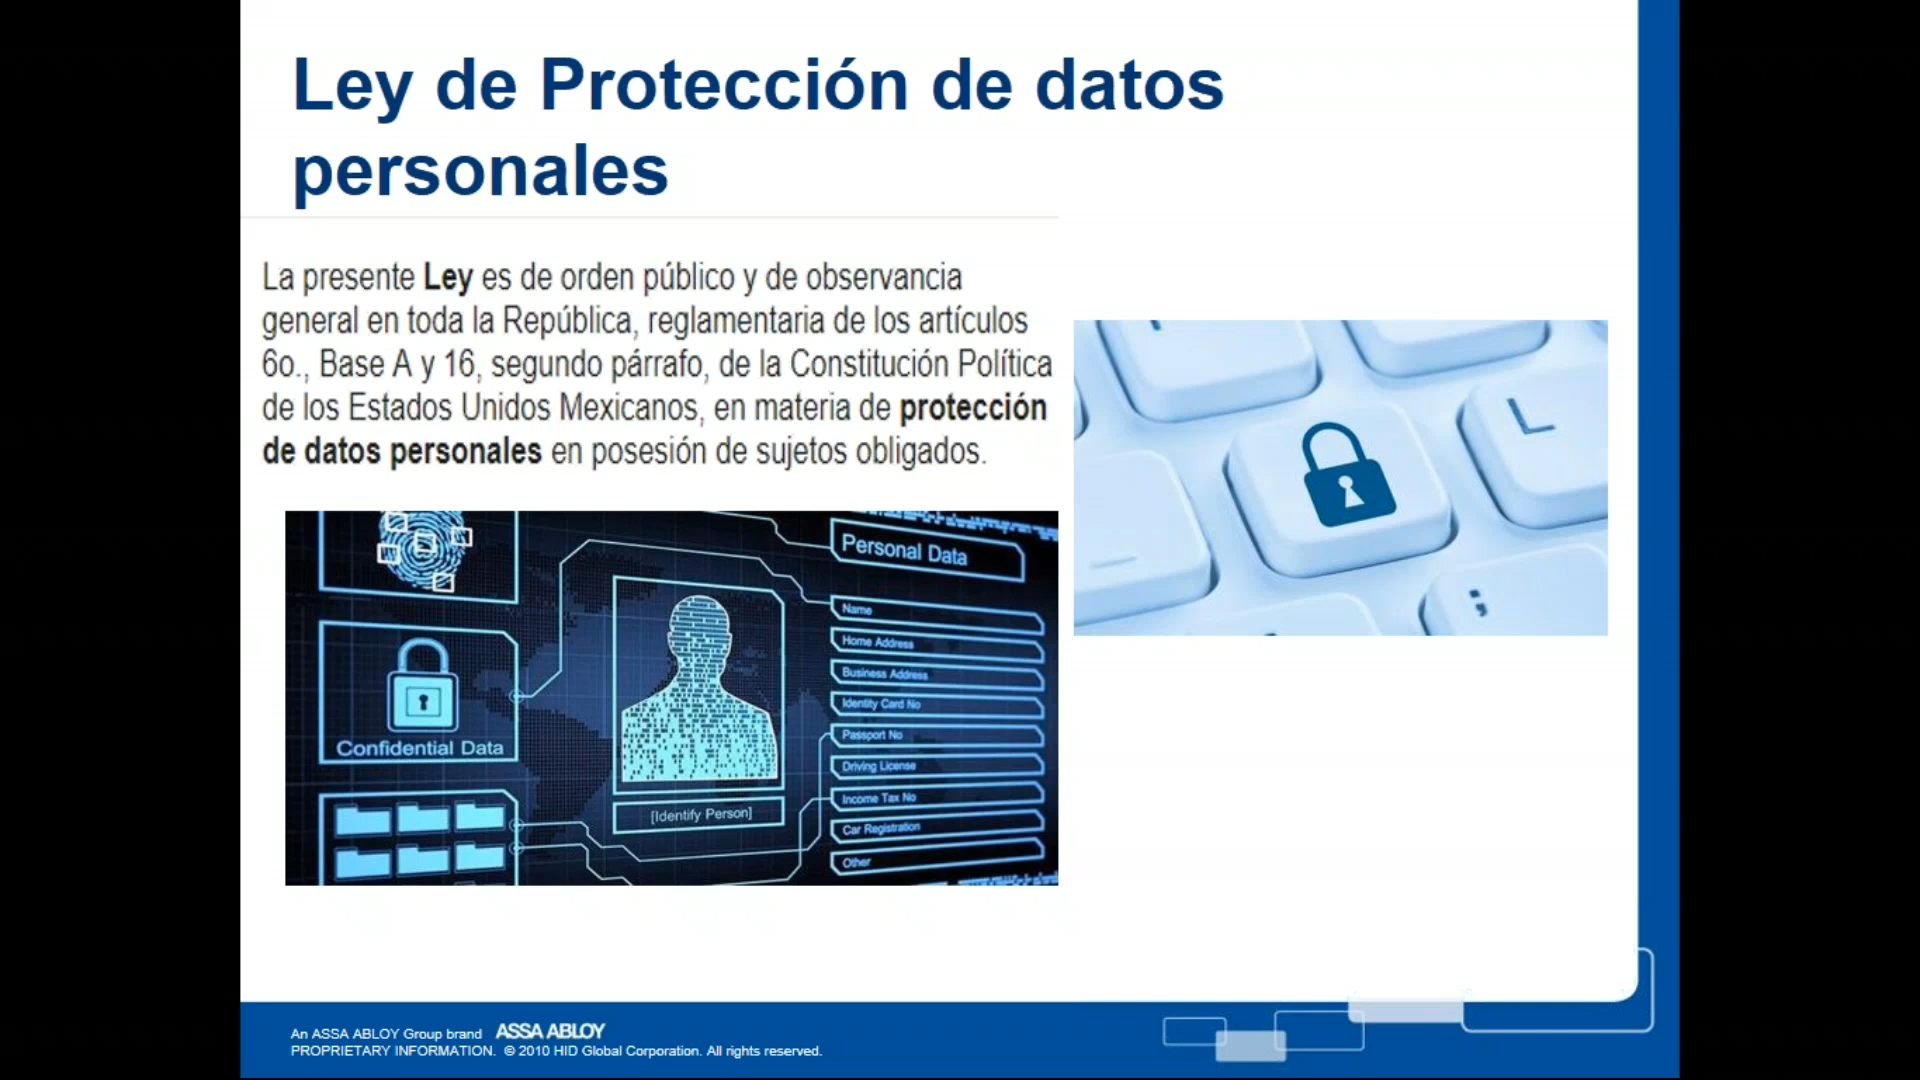 Ley de Protección de datos
personales
La presente Ley es de orden público y de observancia
general en toda la República, reglamentaria de los artículos
6o., Base A y 16, segundo párrafo, de la Constitución Política
de los Estados Unidos Mexicanos, en materia de protección
de datos personales en posesión de sujetos obligados.
L
;
Personal Data
Name
Home Address
Business Address
Identity Card No
Passport No
Driving License
Income Tax No
Car Registration
Other
Confidential Data
[Identify Person]
An ASSA ABLOY Group brand ASSA ABLOY
PROPRIETARY INFORMATION. © 2010 HID Global Corporation. All rights reserved.